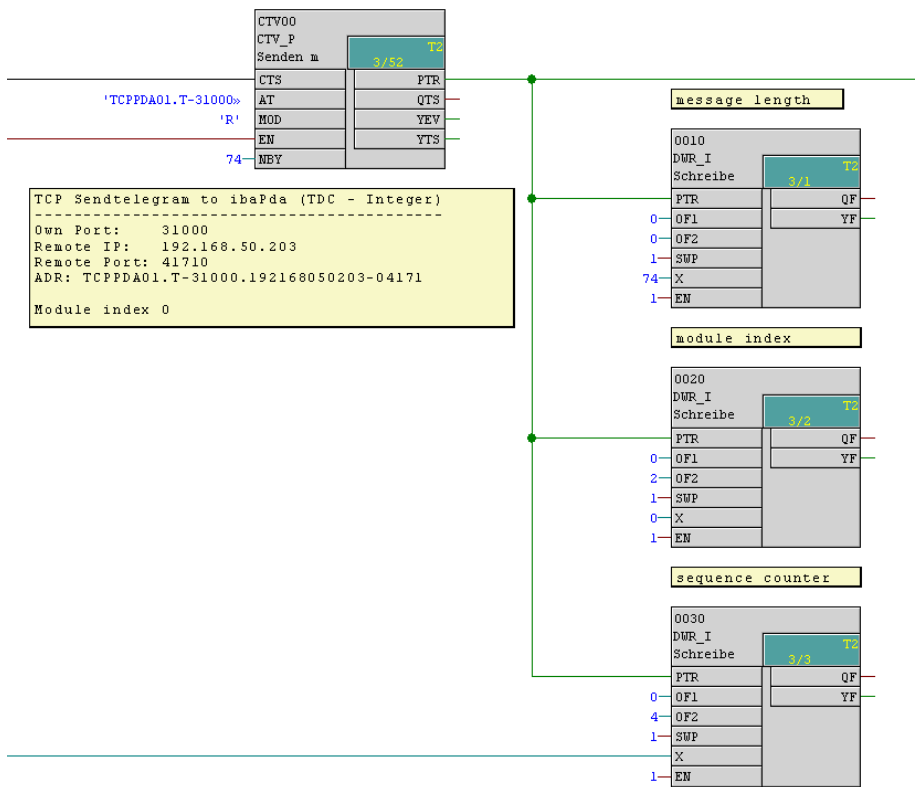 CTV00
CTV_P
Senden m
T2
3/52
CTS PTR
'TCPPDA01.T-31000» AT QTS
'R' MOD YEV
EN YTS
74 NBY
TCP Sendtelegram to ibaPda (TDC - Integer)
------------------------------------------
Own Port: 31000
Remote IP: 192.168.50.203
Remote Port: 41710
ADR: TCPPDA01.T-31000.192168050203-04171
Module index 0
message length
0010
DWR_I
Schreibe
T2
3/1
PTR QF
0 OF1 YF
0 OF2
1 SWP
74 X
1 EN
module index
0020
DWR_I
Schreibe
T2
3/2
PTR QF
0 OF1 YF
2 OF2
1 SWP
0 X
1 EN
sequence counter
0030
DWR_I
Schreibe
T2
3/3
PTR QF
0 OF1 YF
4 OF2
1 SWP
X
1 EN